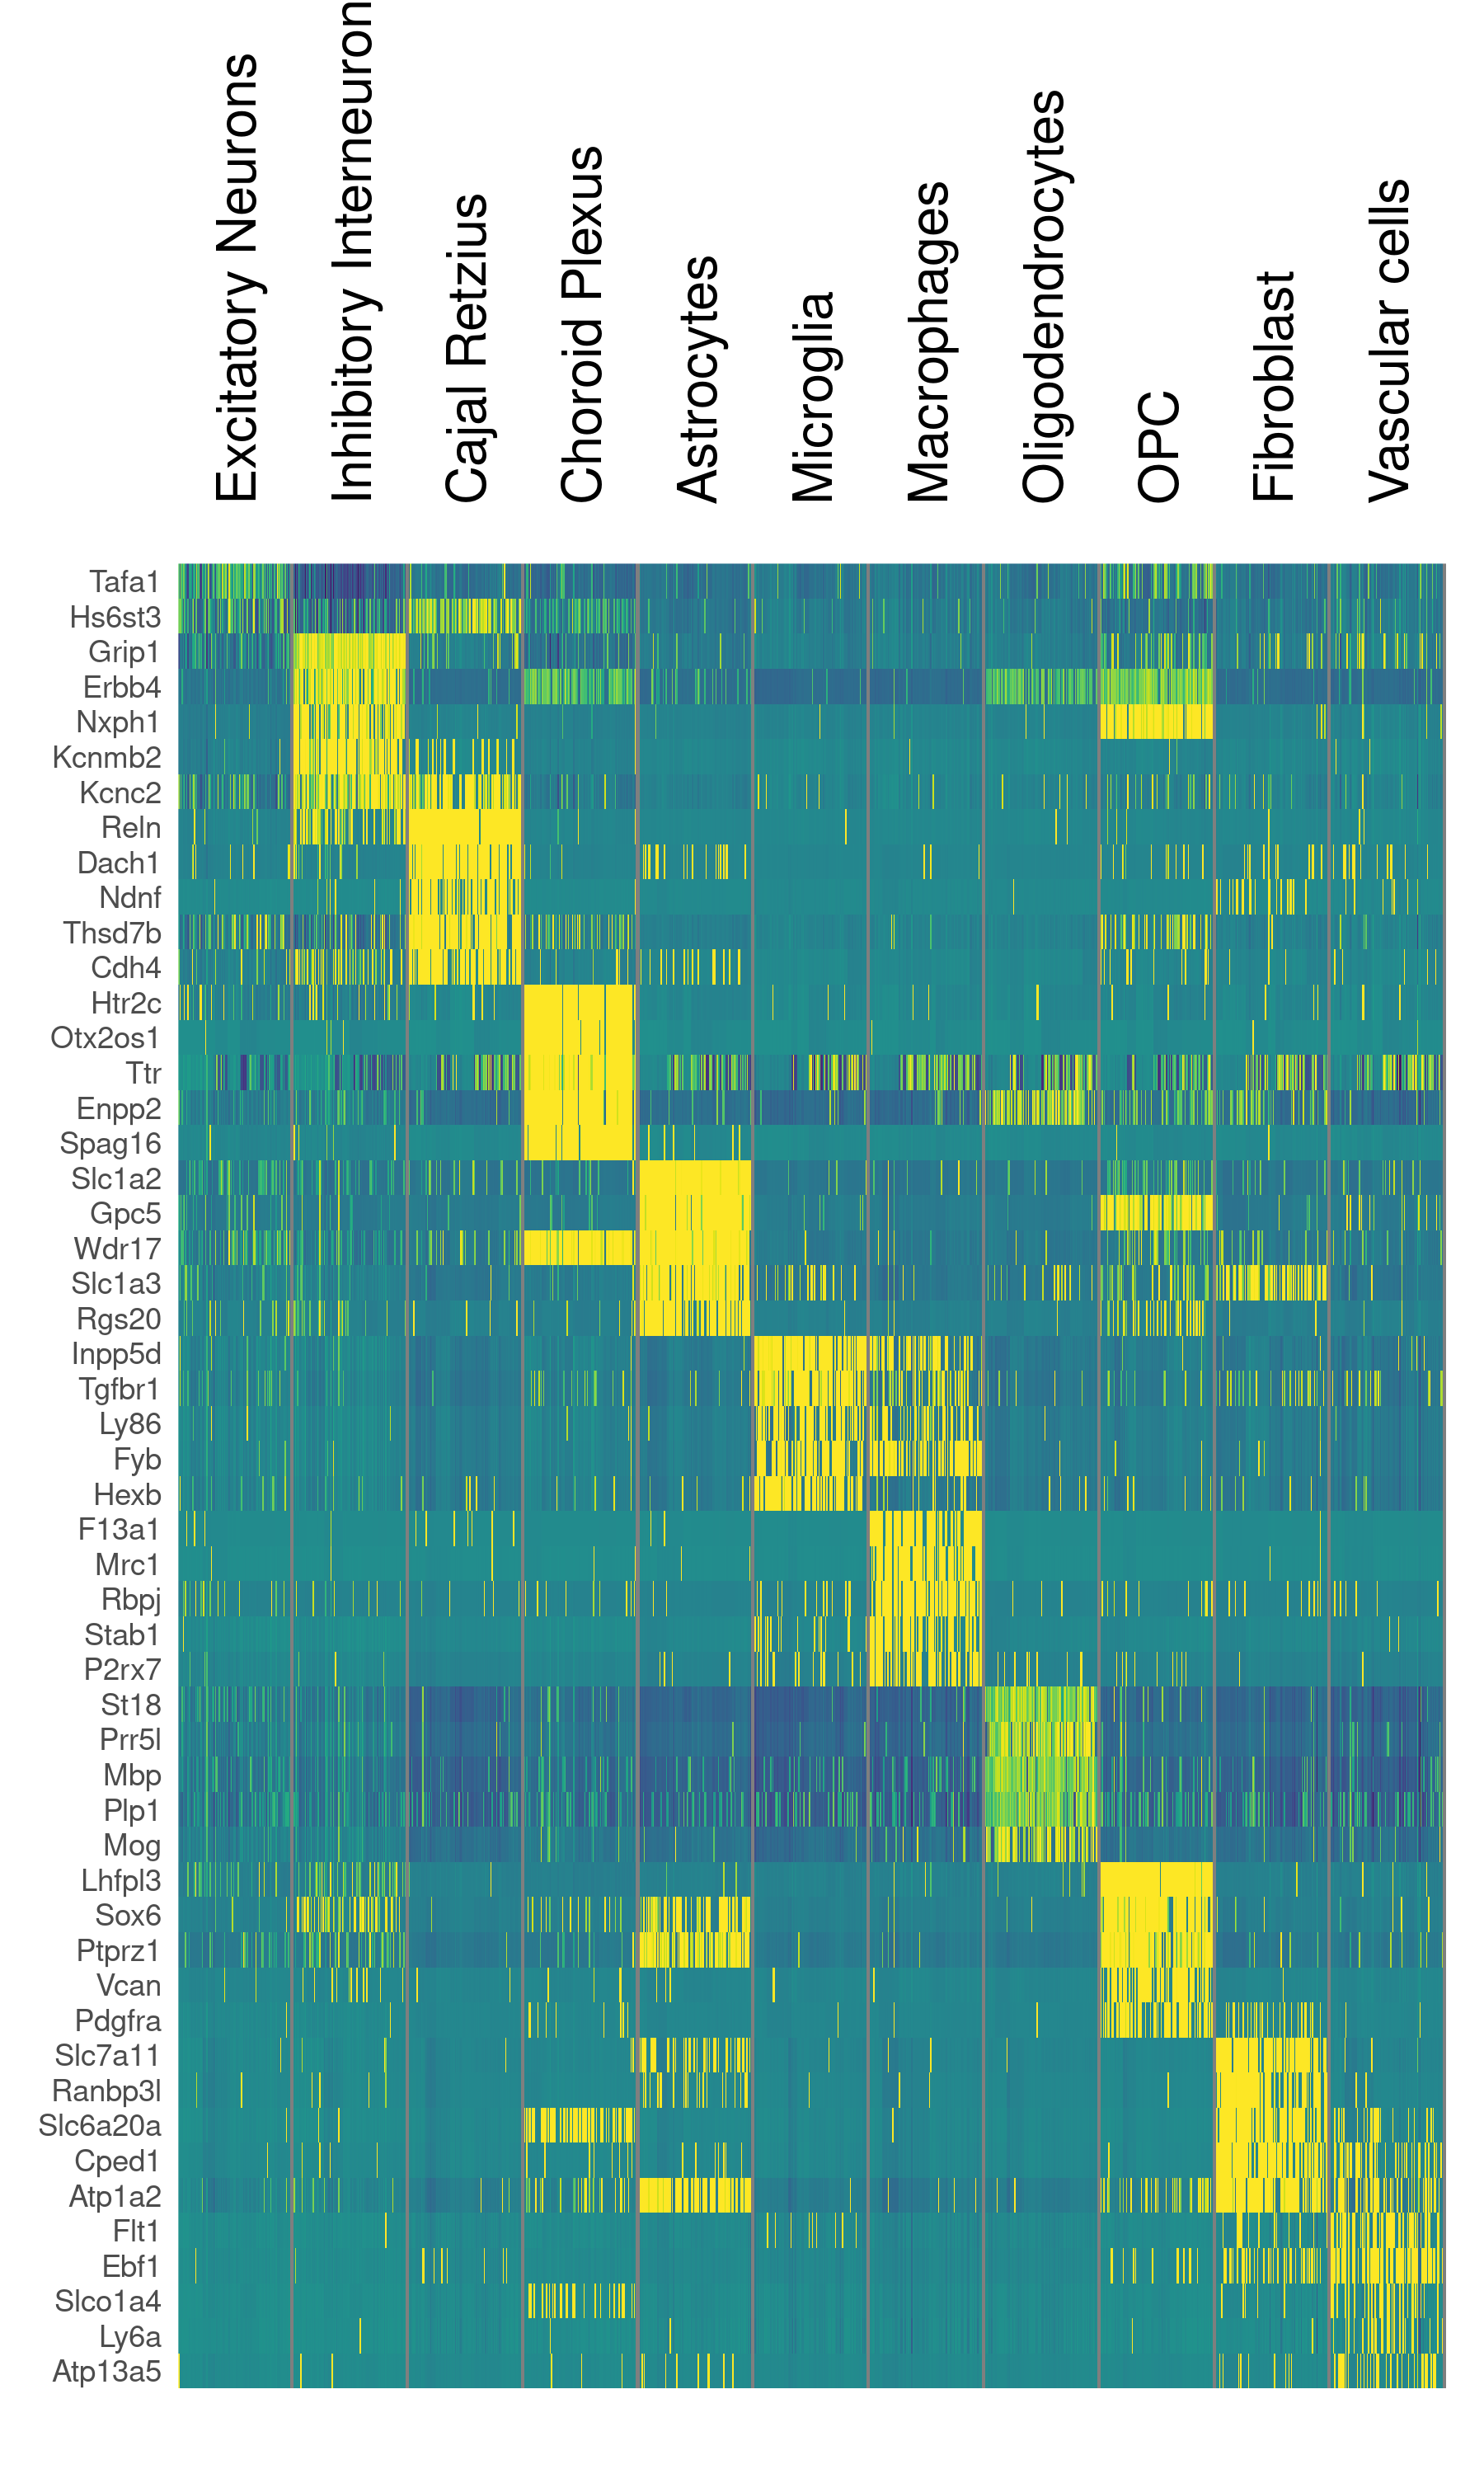 Excitatory Neurons
Inhibitory Interneuron
Cajal Retzius
Choroid Plexus
Astrocytes
Microglia
Macrophages
Oligodendrocytes
OPC
Fibroblast
Vascular cells
Tafa1
Hs6st3
Grip1
Erbb4
Nxph1
Kcnmb2
Kcnc2
Reln
Dach1
Ndnf
Thsd7b
Cdh4
Htr2c
Otx2os1
Ttr
Enpp2
Spag16
Slc1a2
Gpc5
Wdr17
Slc1a3
Rgs20
Inpp5d
Tgfbr1
Ly86
Fyb
Hexb
F13a1
Mrc1
Rbpj
Stab1
P2rx7
St18
Prr5l
Mbp
Plp1
Mog
Lhfpl3
Sox6
Ptprz1
Vcan
Pdgfra
Slc7a11
Ranbp3l
Slc6a20a
Cped1
Atp1a2
Flt1
Ebf1
Slco1a4
Ly6a
Atp13a5